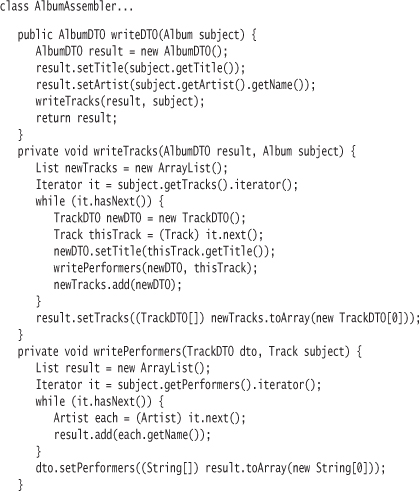 class AlbumAssembler...
public AlbumDTO writeDTO(Album subject) {
AlbumDTO result = new AlbumDTO();
result.setTitle(subject.getTitle());
result.setArtist(subject.getArtist().getName());
writeTracks(result, subject);
return result;
}
private void writeTracks(AlbumDTO result, Album subject) {
List newTracks = new ArrayList();
Iterator it = subject.getTracks().iterator();
while (it.hasNext()) {
TrackDTO newDTO = new TrackDTO();
Track thisTrack = (Track) it.next();
newDTO.setTitle(thisTrack.getTitle());
writePerformers(newDTO, thisTrack);
newTracks.add(newDTO);
}
result.setTracks((TrackDTO[]) newTracks.toArray(new TrackDTO[0]));
}
private void writePerformers(TrackDTO dto, Track subject) {
List result = new ArrayList();
Iterator it = subject.getPerformers().iterator();
while (it.hasNext()) {
Artist each = (Artist) it.next();
result.add(each.getName());
}
dto.setPerformers((String[]) result.toArray(new String[0]));
}